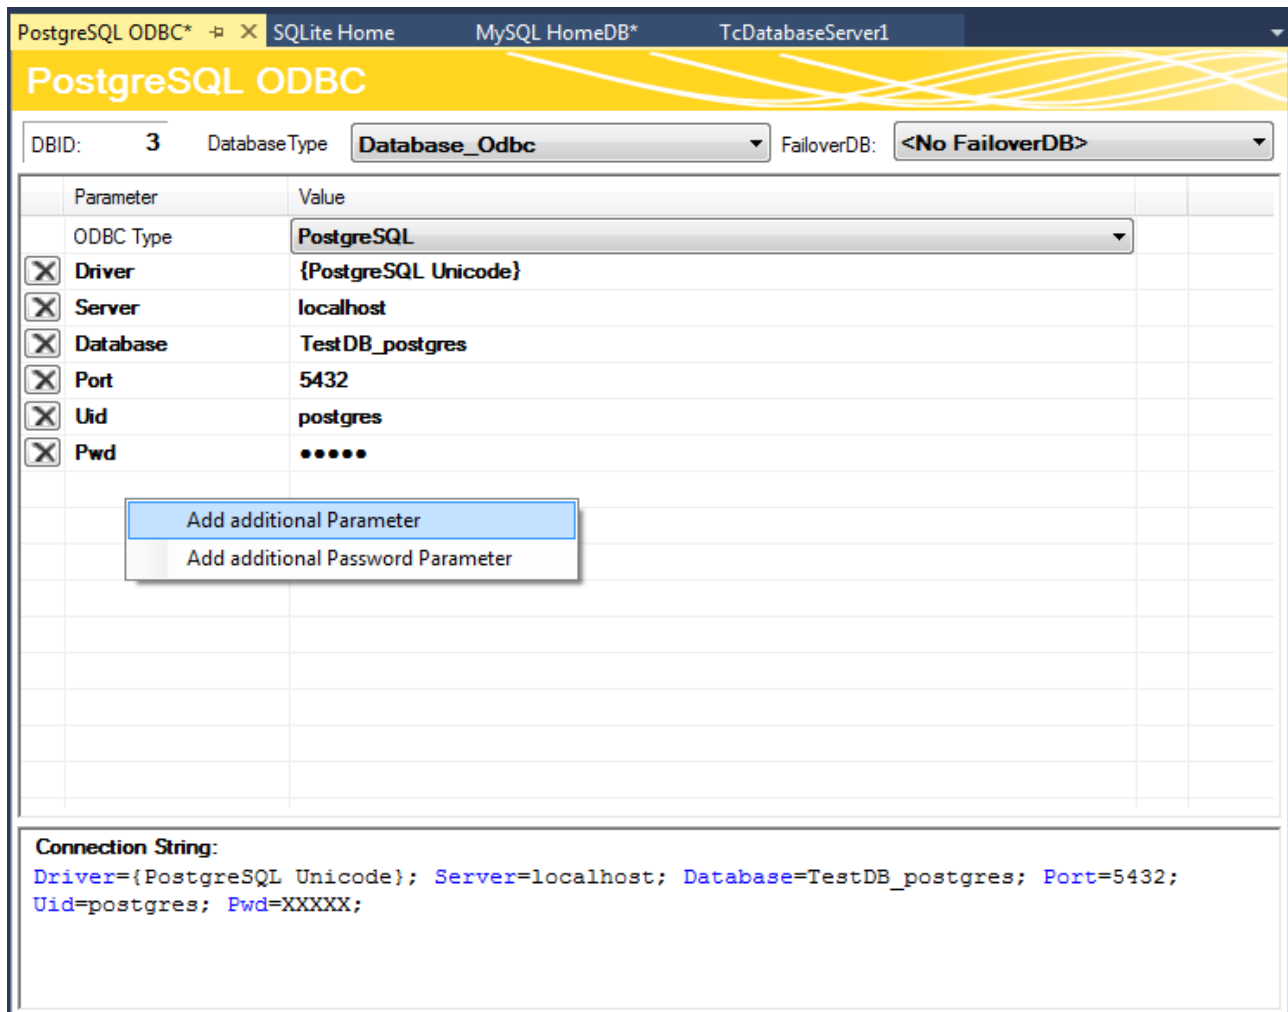 PostgreSQL ODBC* SQLite Home MySQL HomeDB* TcDatabaseServer1
PostgreSQL ODBC
DBID: 3 DatabaseType Database_Odbc FailoverDB: <No FailoverDB>
Parameter Value
ODBC Type PostgreSQL
Driver {PostgreSQL Unicode}
Server localhost
Database TestDB_postgres
Port 5432
Uid postgres
Pwd •••••
Add additional Parameter
Add additional Password Parameter
Connection String:
Driver={PostgreSQL Unicode}; Server=localhost; Database=TestDB_postgres; Port=5432;
Uid=postgres; Pwd=XXXXX;